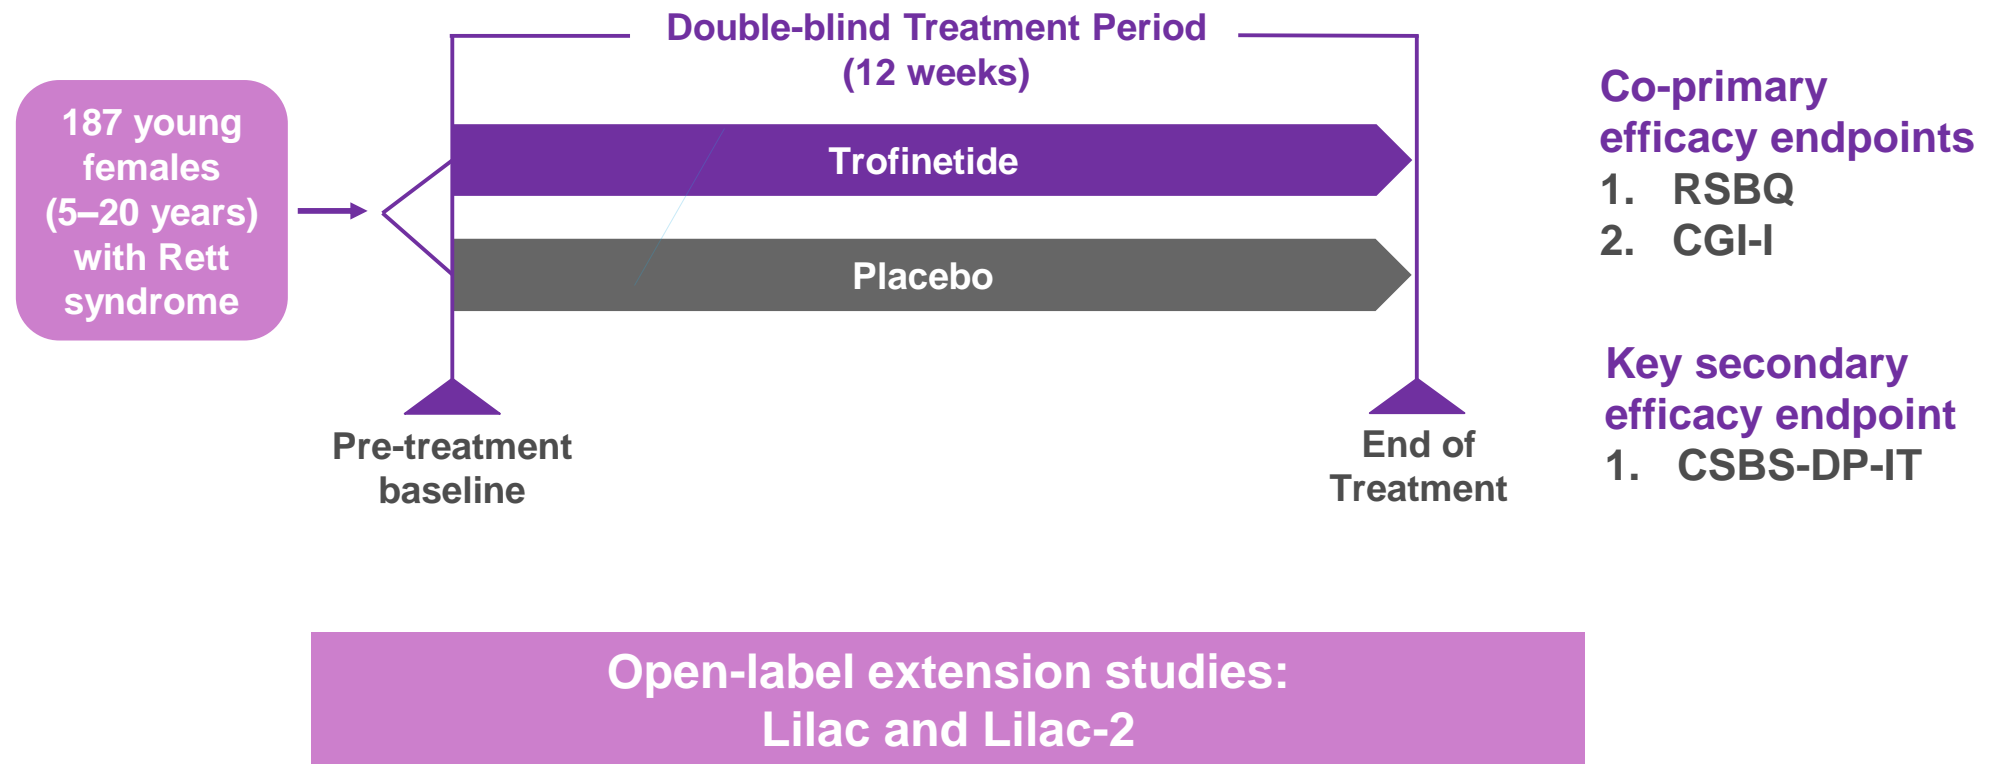 Double-blind Treatment Period
(12 weeks)
187 young
females
(5–20 years)
with Rett
syndrome
Trofinetide
Placebo
Pre-treatment
baseline
End of
Treatment
Co-primary
efficacy endpoints
1. RSBQ
2. CGI-I
Key secondary
efficacy endpoint
1. CSBS-DP-IT
Open-label extension studies:
Lilac and Lilac-2